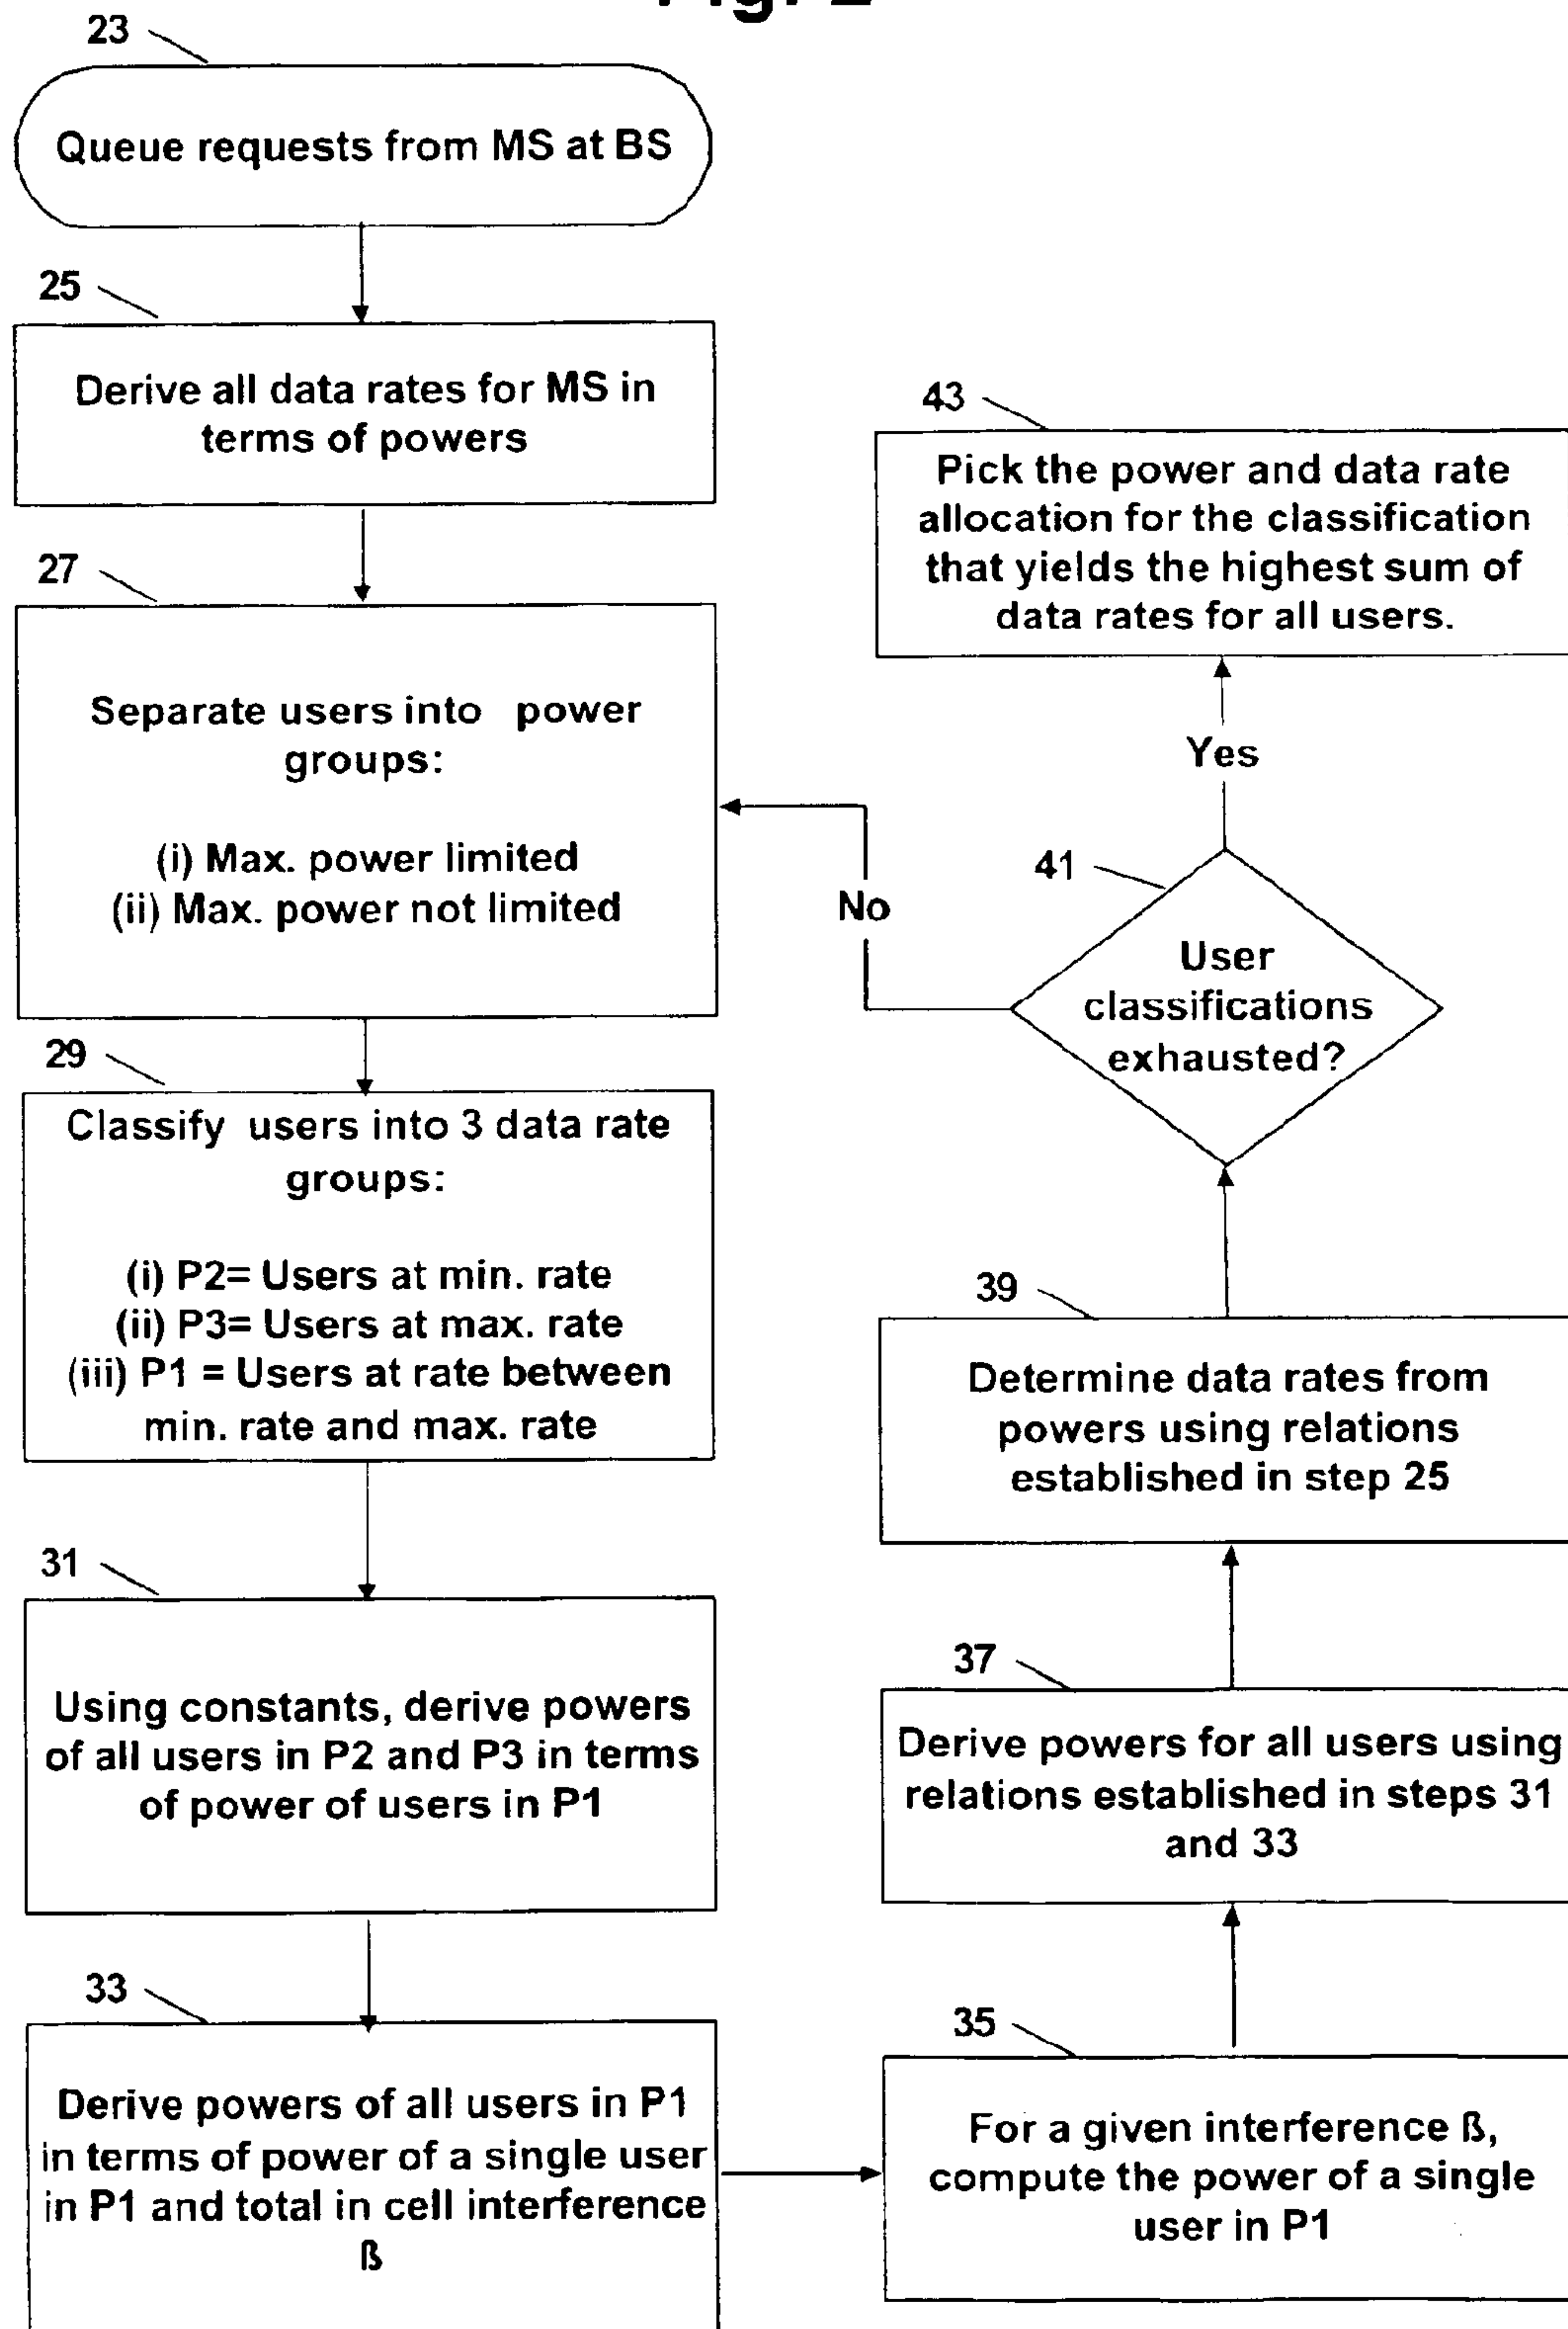 23
Queue requests from MS at BS
25
Derive all data rates for MS in
terms of powers
27
Separate users into power
groups:
(i) Max. power limited
(ii) Max. power not limited
29
Classify users into 3 data rate
groups:
(i) P2= Users at min. rate
(ii) P3= Users at max. rate
(iii) P1 = Users at rate between
min. rate and max. rate
31
Using constants, derive powers
of all users in P2 and P3 in terms
of power of users in P1
33
Derive powers of all users in P1
in terms of power of a single user
in P1 and total in cell interference
ß
35
For a given interference ß,
compute the power of a single
user in P1
37
Derive powers for all users using
relations established in steps 31
and 33
39
Determine data rates from
powers using relations
established in step 25
41
User
classifications
exhausted?
No
Yes
43
Pick the power and data rate
allocation for the classification
that yields the highest sum of
data rates for all users.